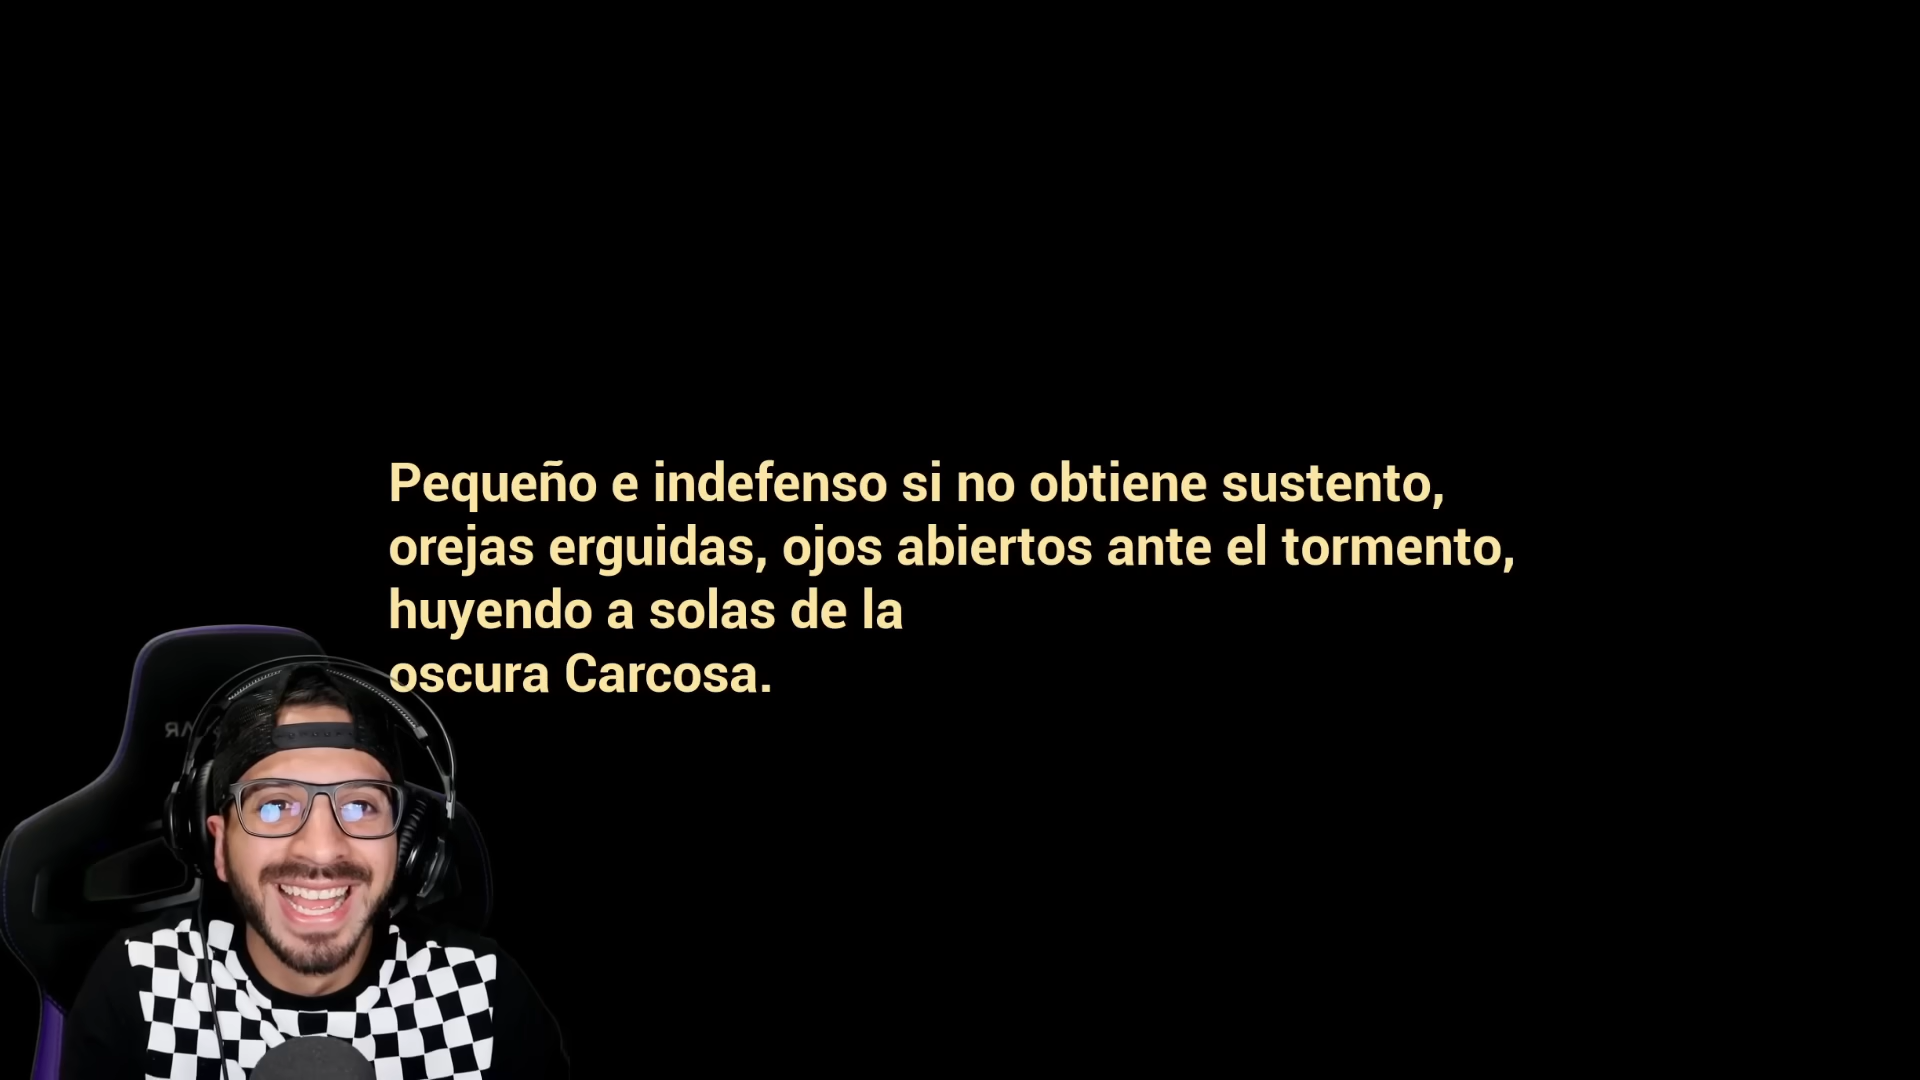 Pequeño e indefenso si no obtiene sustento,
orejas erguidas, ojos abiertos ante el tormento,
huyendo a solas de la
oscura Carcosa.